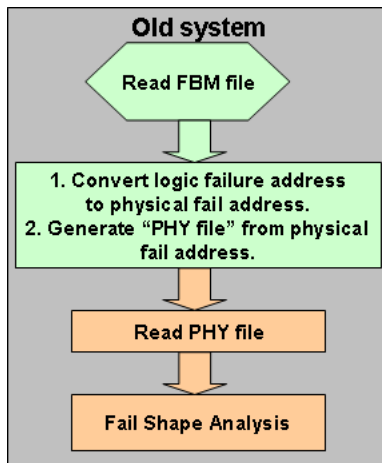 Old system
Read FBM file
1. Convert logic failure address
to physical fail address.
2. Generate “PHY file” from physical
fail address.
Read PHY file
Fail Shape Analysis